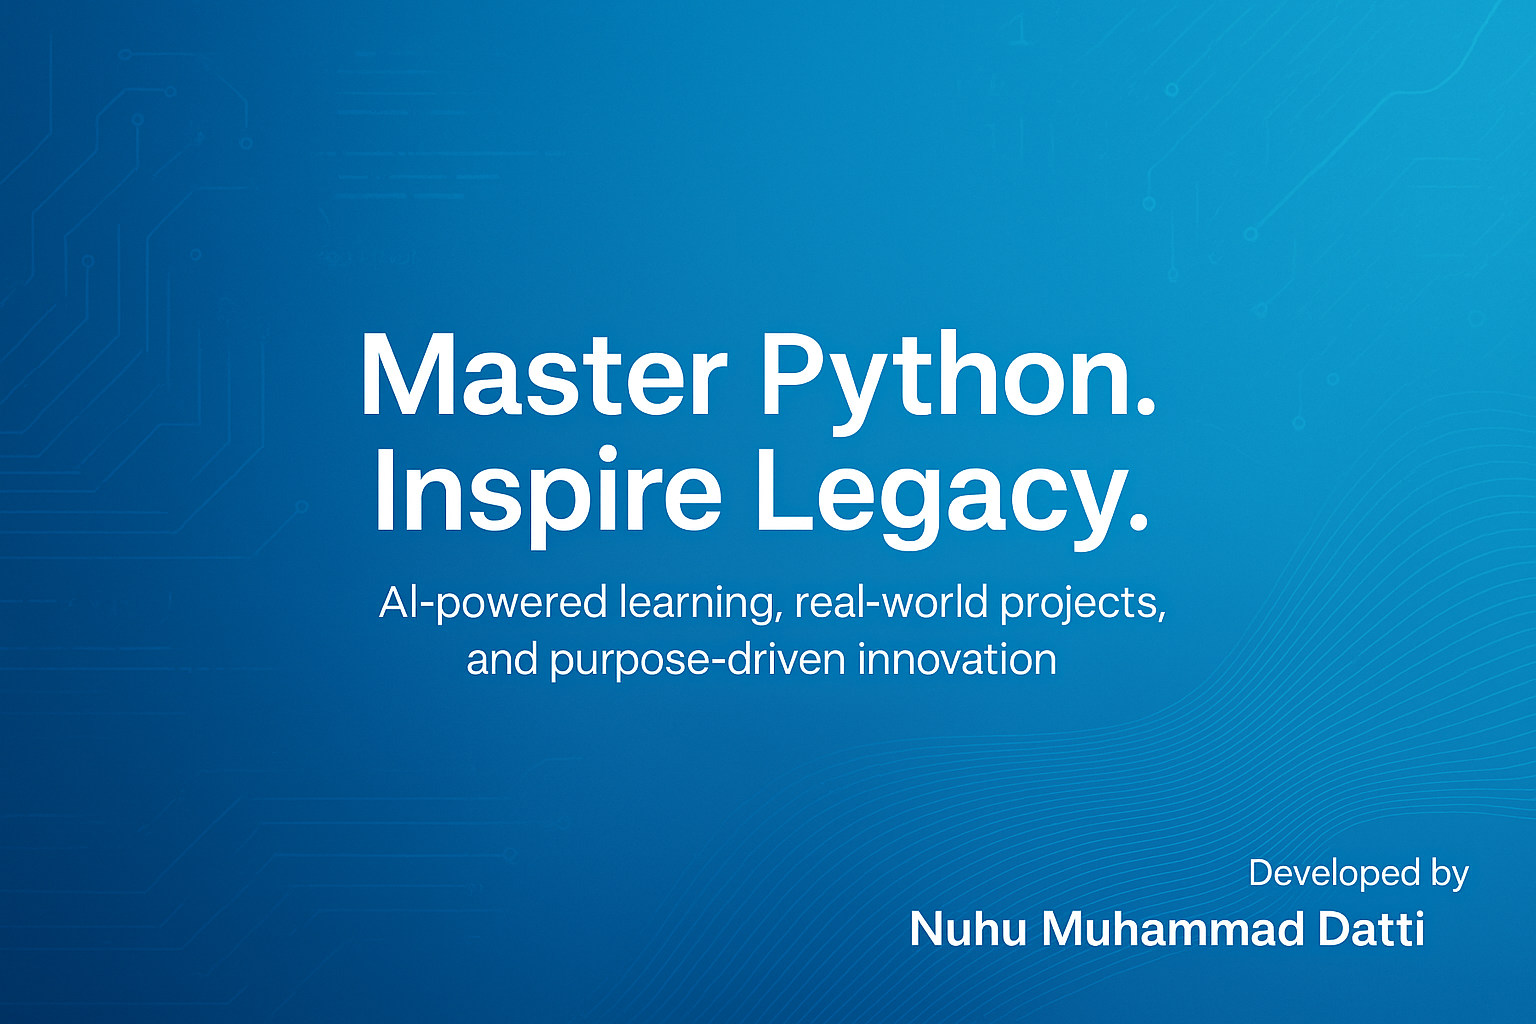 Master Python.
Inspire Legacy.
AI-powered learning, real-world projects,
and purpose-driven innovation
Developed by
Nuhu Muhammad Datti